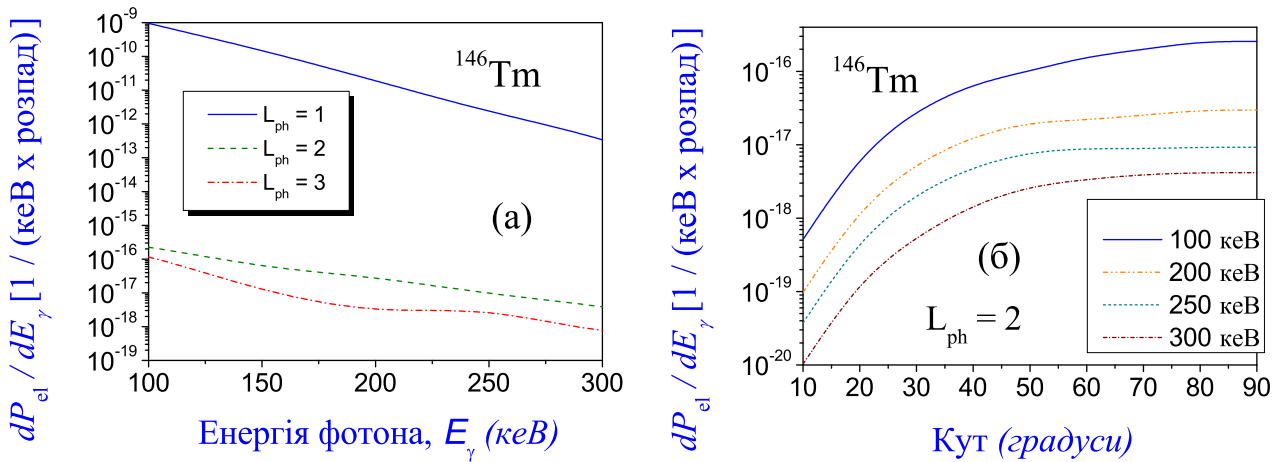 dP_el / dE_γ [1 / (кеВ x розпад)]
10^-9
10^-10
10^-11
10^-12
10^-13
10^-14
10^-15
10^-16
10^-17
10^-18
10^-19
146Tm
L_ph = 1
L_ph = 2
L_ph = 3
(а)
100 150 200 250 300
Енергія фотона, E_γ (кеВ)
dP_el / dE_γ [1 / (кеВ x розпад)]
10^-16
10^-17
10^-18
10^-19
10^-20
146Tm
(б)
L_ph = 2
100 кеВ
200 кеВ
250 кеВ
300 кеВ
10 20 30 40 50 60 70 80 90
Кут (градуси)